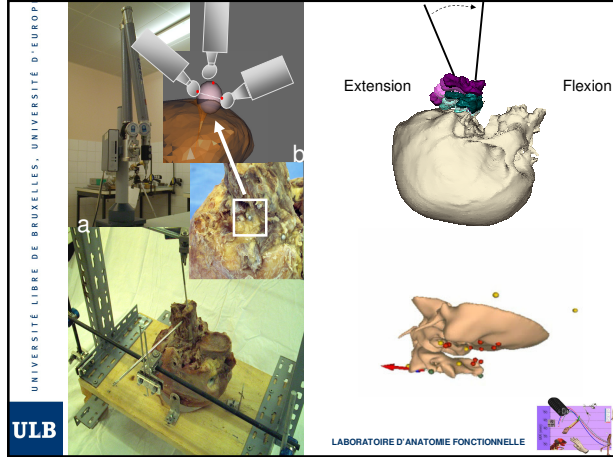 UNIVERSITÉ LIBRE DE BRUXELLES, UNIVERSITÉ D'EUROPE
b
a
Extension
Flexion
ULB
LABORATOIRE D'ANATOMIE FONCTIONNELLE